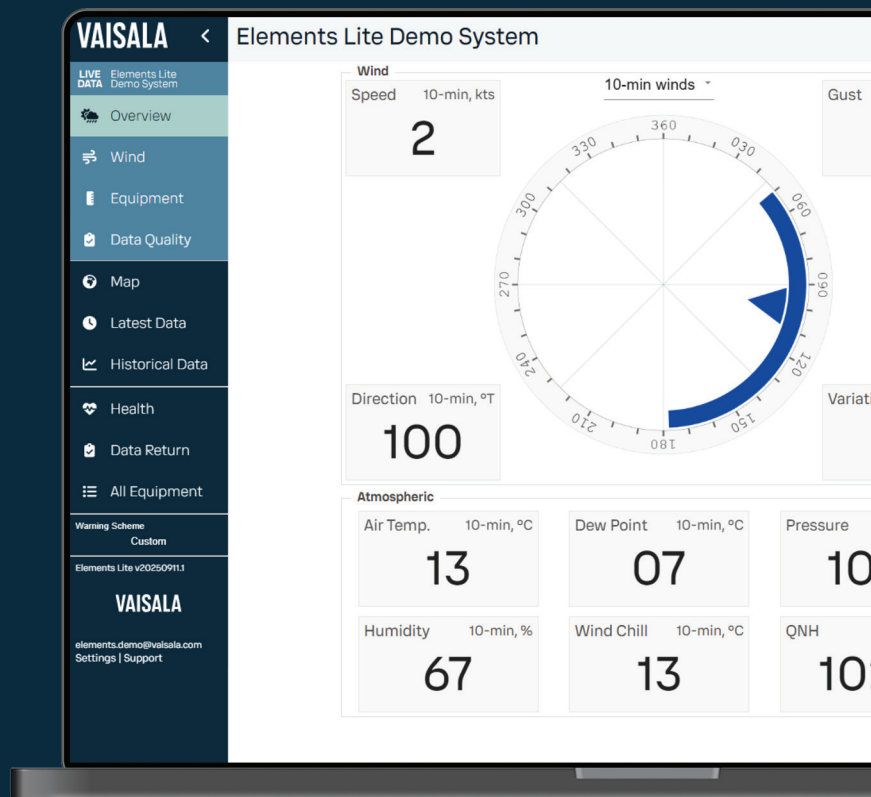 VAISALA
Elements Lite Demo System
LIVE DATA
Elements Lite
Demo System
Overview
Wind
Equipment
Data Quality
Map
Latest Data
Historical Data
Health
Data Return
All Equipment
Warning Scheme
Custom
Elements Lite v20250911.1
VAISALA
elements.demo@vaisala.com
Settings | Support
Wind
Speed 10-min, kts
2
10-min winds
Gust
360
030
060
090
120
150
180
210
240
270
300
330
Direction 10-min, °T
100
Variati
Atmospheric
Air Temp. 10-min, °C
13
Dew Point 10-min, °C
07
Pressure
10
Humidity 10-min, %
67
Wind Chill 10-min, °C
13
QNH
10